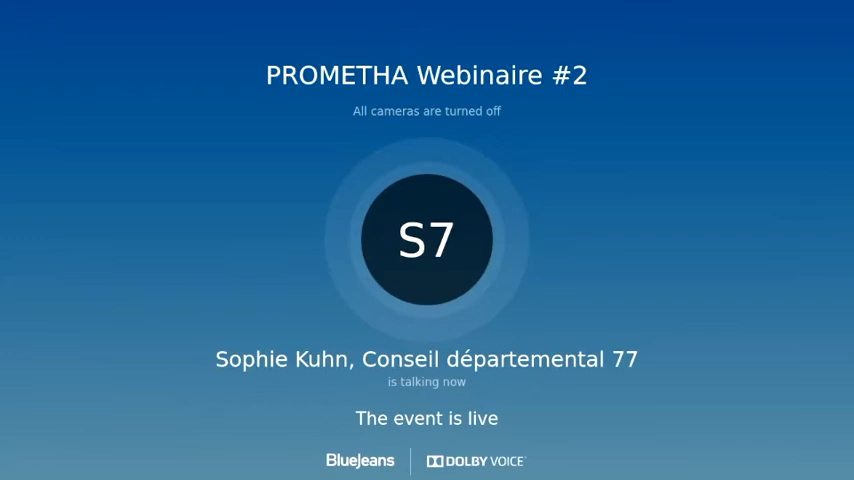 PROMETHA Webinaire #2
All cameras are turned off
S7
Sophie Kuhn, Conseil départemental 77
is talking now
The event is live
BlueJeans DOLBY VOICE